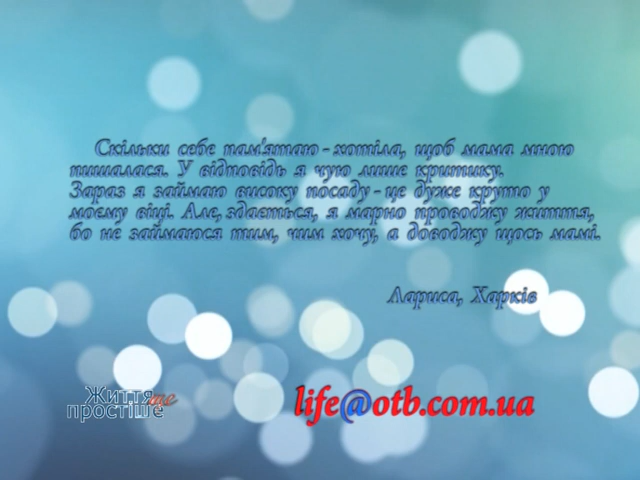 Скільки себе пам'ятаю - хотіла, щоб мама мною
пишалася. У відповідь я чую лише критику.
Зараз я займаю високу посаду - це дуже круто у
моєму віці. Але, здається, я марно проводжу життя,
бо не займаюся тим, чим хочу, а доводжу щось мамі.
Лариса, Харків
Життя ще
простіше
life@otb.com.ua